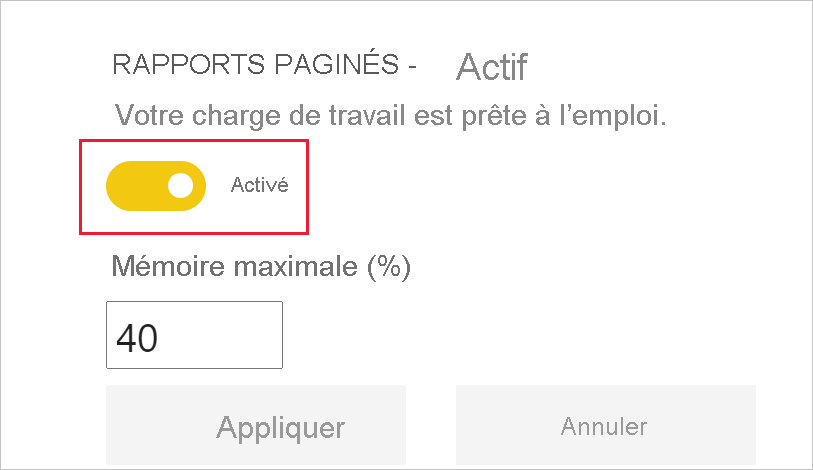 RAPPORTS PAGINÉS - Actif
Votre charge de travail est prête à l’emploi.
Activé
Mémoire maximale (%)
40
Appliquer Annuler